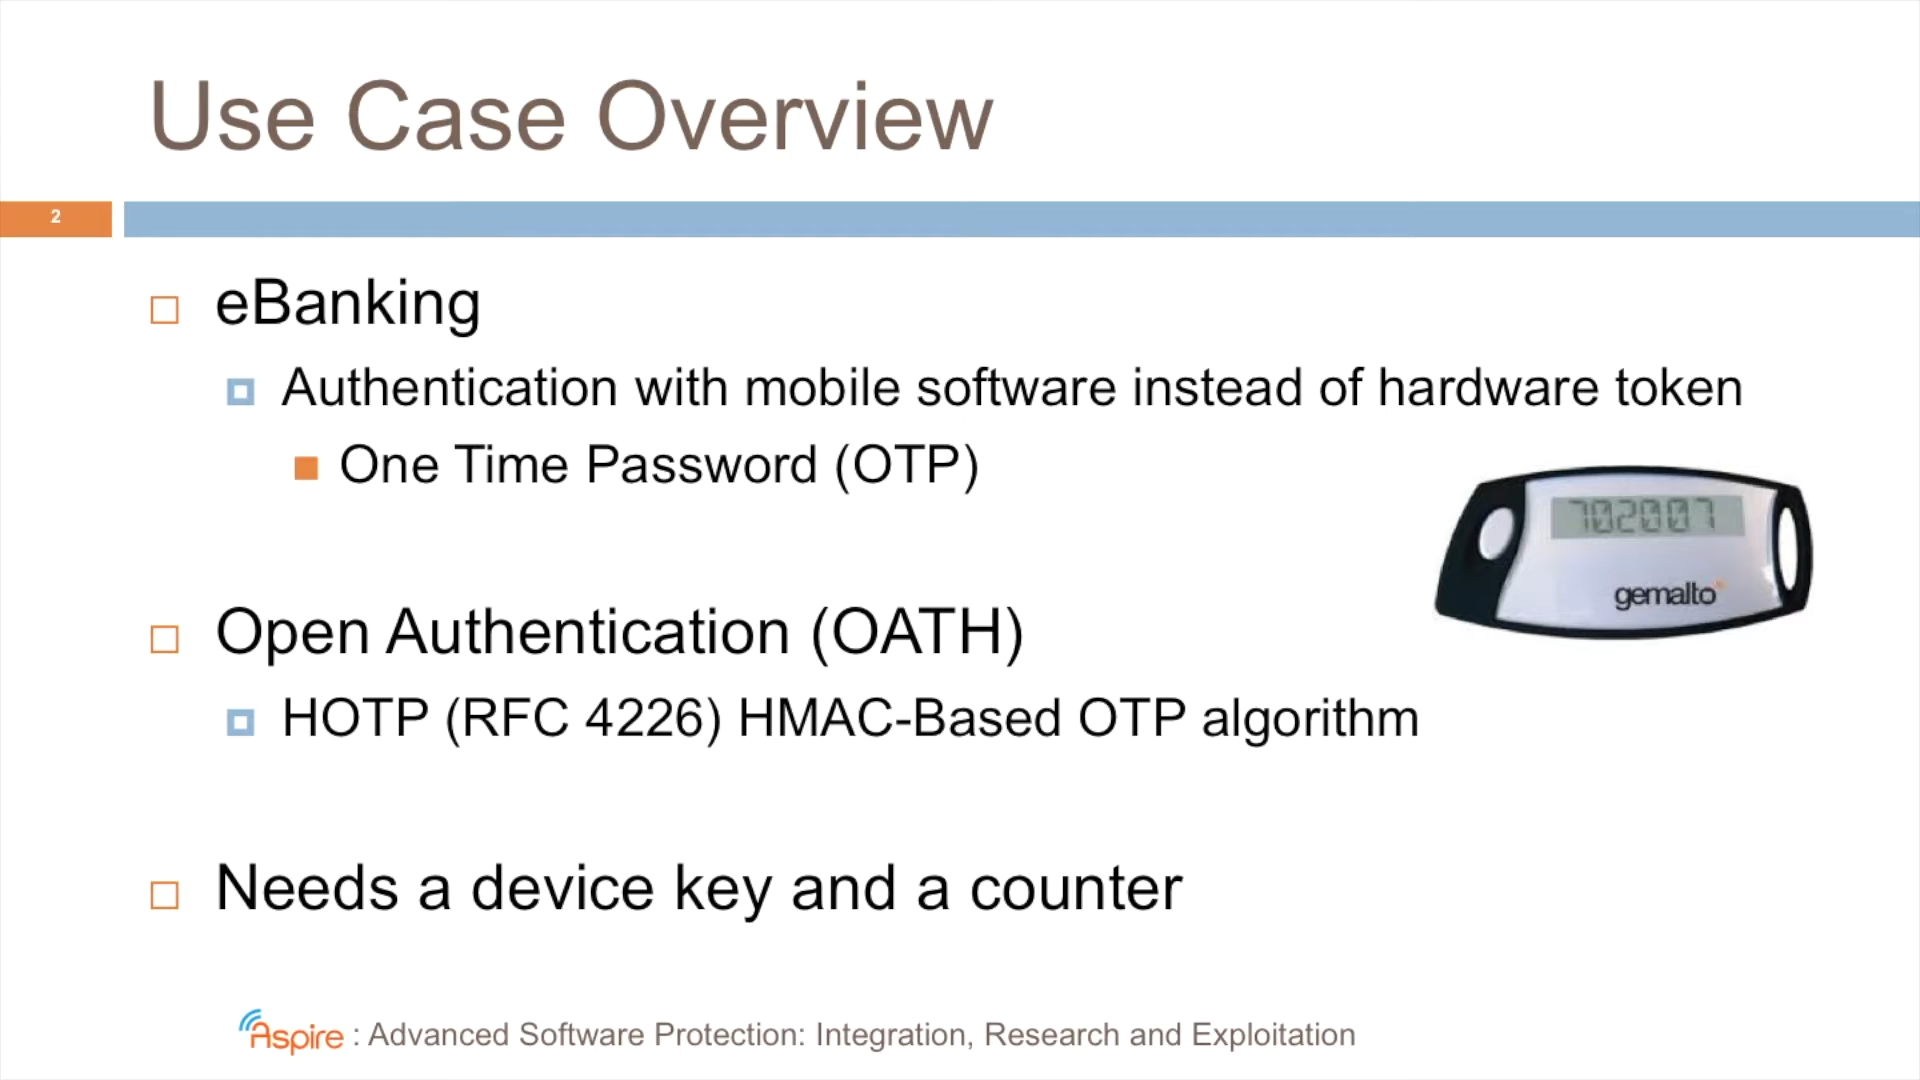 Use Case Overview
2
eBanking
Authentication with mobile software instead of hardware token
One Time Password (OTP)
702007
gemalto
Open Authentication (OATH)
HOTP (RFC 4226) HMAC-Based OTP algorithm
Needs a device key and a counter
Aspire : Advanced Software Protection: Integration, Research and Exploitation